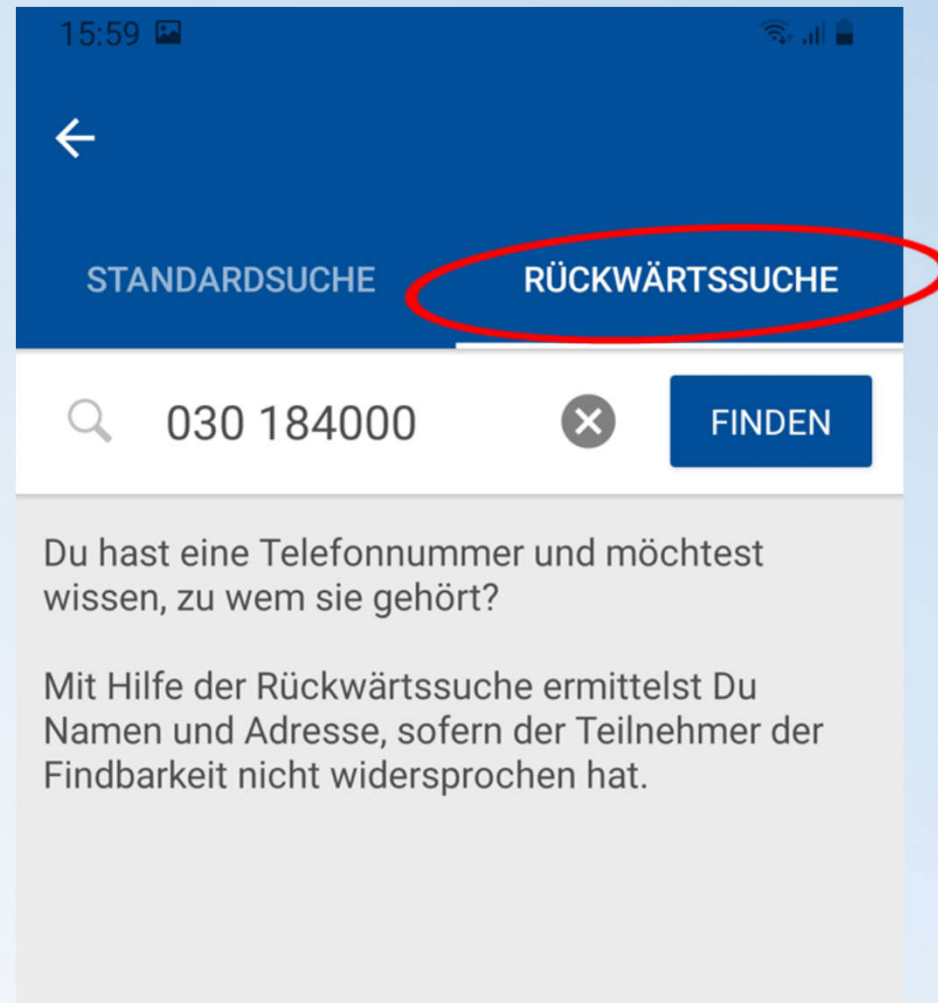 15:59
STANDARDSUCHE RÜCKWÄRTSSUCHE
030 184000 FINDEN
Du hast eine Telefonnummer und möchtest
wissen, zu wem sie gehört?
Mit Hilfe der Rückwärtssuche ermittelst Du
Namen und Adresse, sofern der Teilnehmer der
Findbarkeit nicht widersprochen hat.